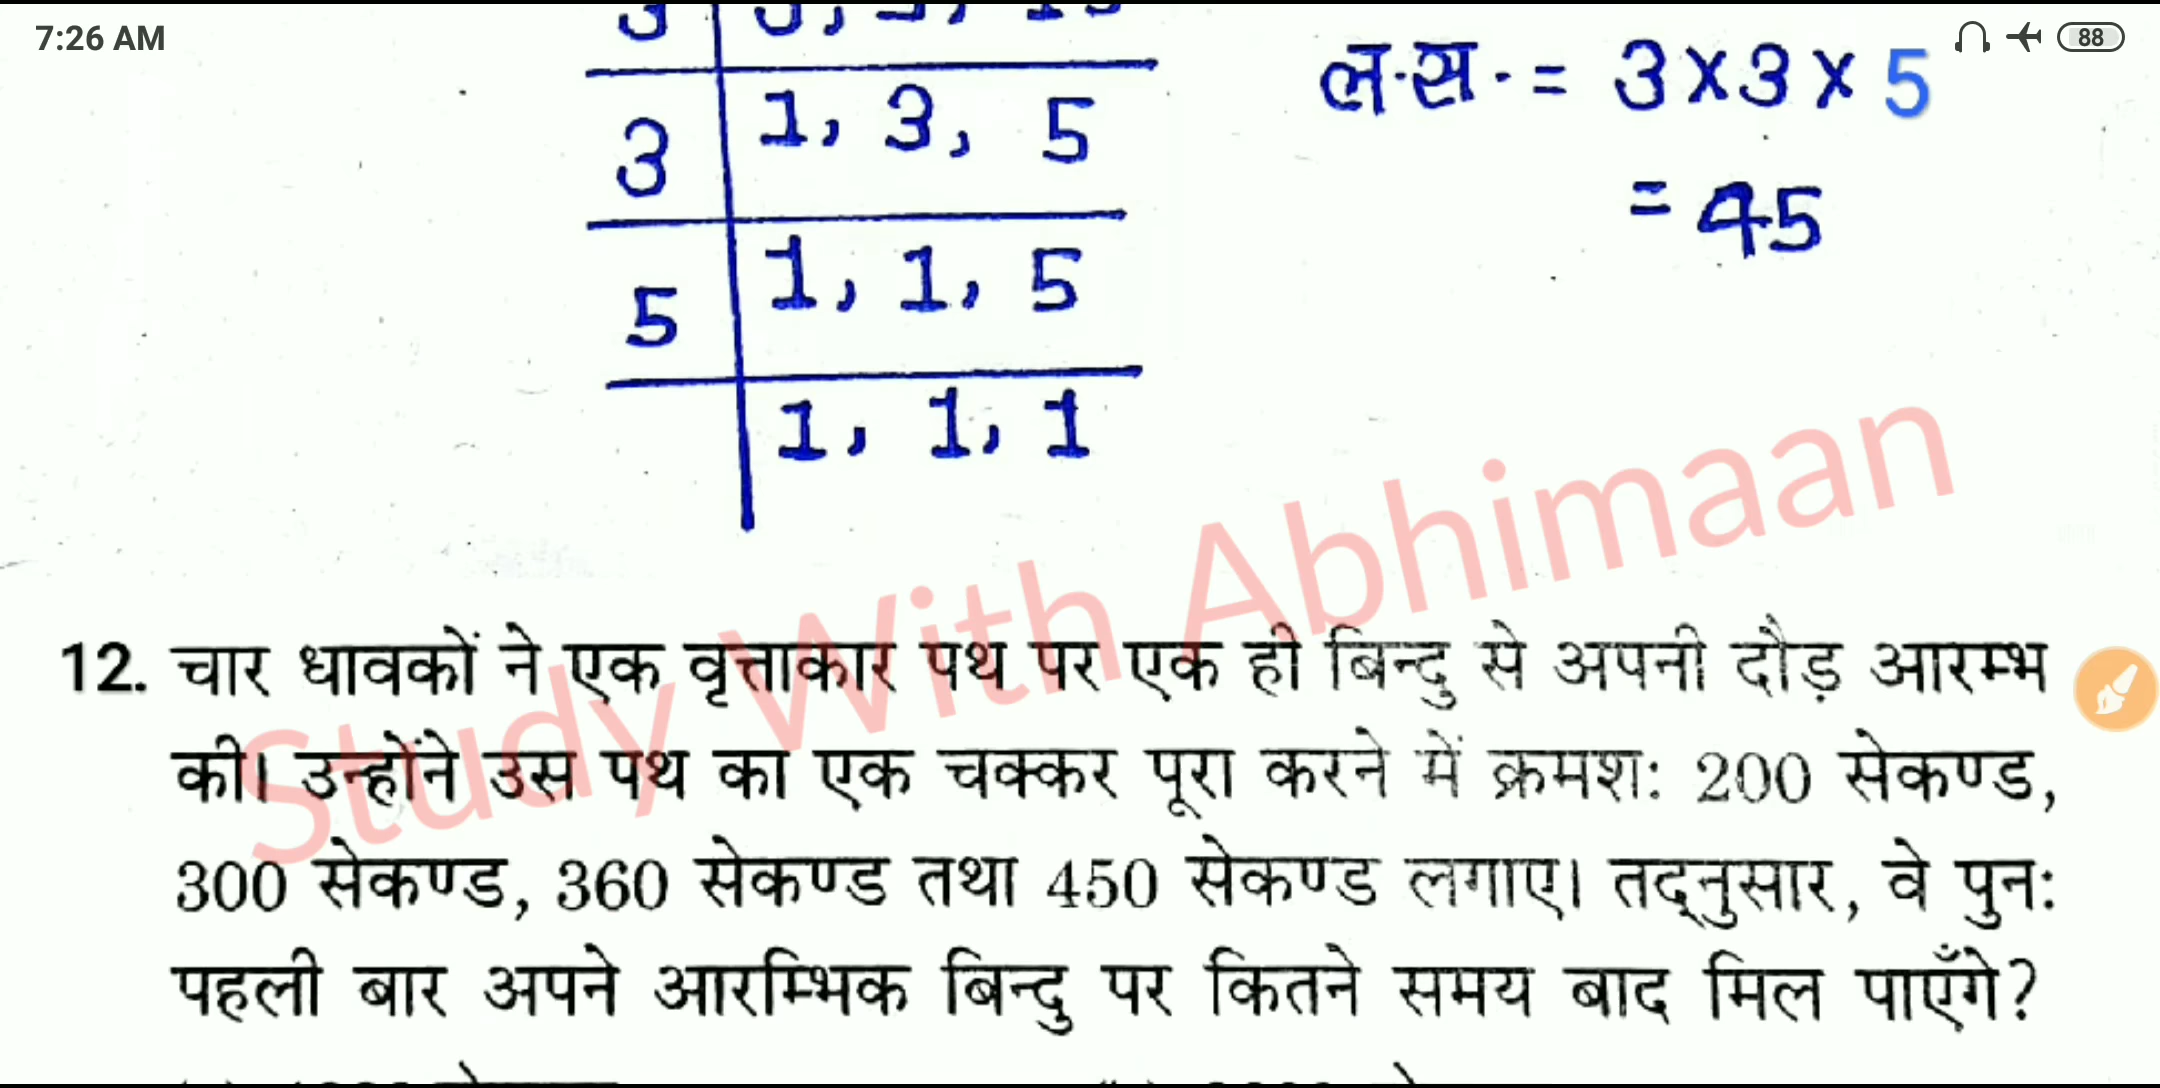 7:26 AM
88
3
ल.स. = 3×3×5
3 | 1, 3, 5
= 45
5 | 1, 1, 5
1, 1, 1
Study With Abhimaan
12. चार धावकों ने एक वृत्ताकार पथ पर एक ही बिन्दु से अपनी दौड़ आरम्भ
की। उन्होंने उस पथ का एक चक्कर पूरा करने में क्रमशः 200 सेकण्ड,
300 सेकण्ड, 360 सेकण्ड तथा 450 सेकण्ड लगाए। तद्नुसार, वे पुनः
पहली बार अपने आरम्भिक बिन्दु पर कितने समय बाद मिल पाएँगे?